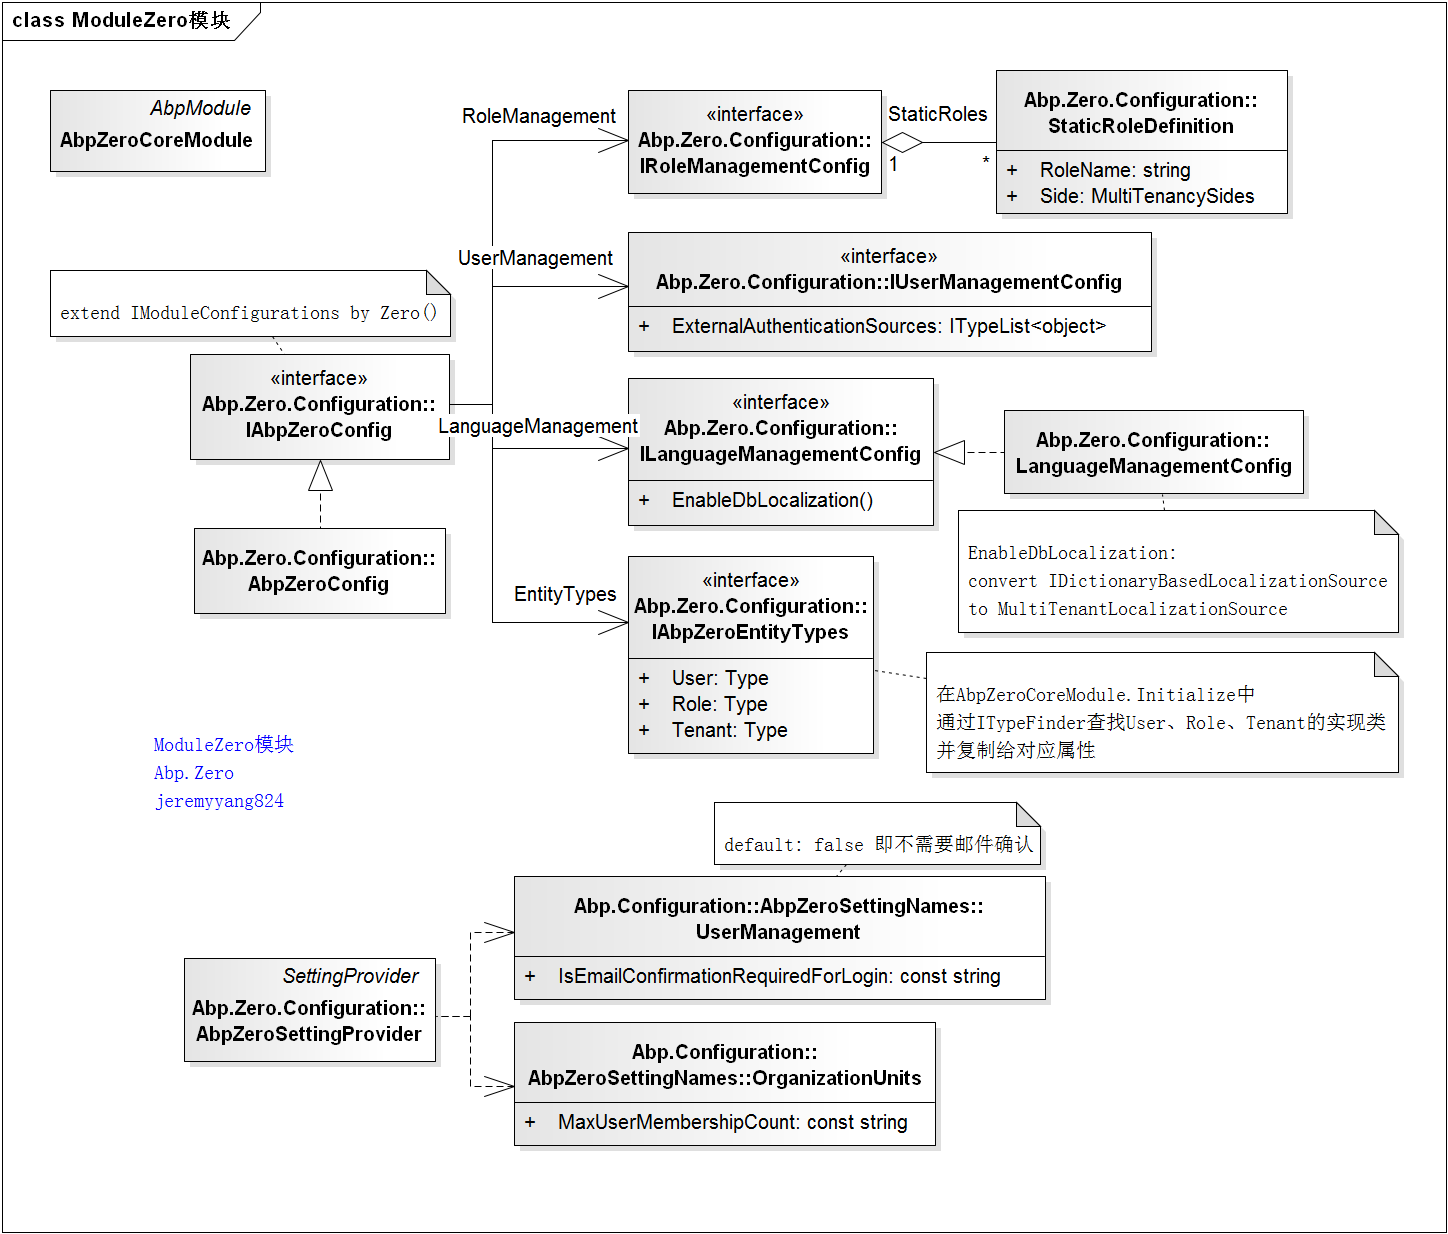 class ModuleZero模块
AbpModule
AbpZeroCoreModule
RoleManagement
«interface»
Abp.Zero.Configuration::
IRoleManagementConfig
StaticRoles
1
*
Abp.Zero.Configuration::
StaticRoleDefinition
+ RoleName: string
+ Side: MultiTenancySides
UserManagement
«interface»
Abp.Zero.Configuration::IUserManagementConfig
+ ExternalAuthenticationSources: ITypeList<object>
extend IModuleConfigurations by Zero()
«interface»
Abp.Zero.Configuration::
IAbpZeroConfig
LanguageManagement
«interface»
Abp.Zero.Configuration::
ILanguageManagementConfig
+ EnableDbLocalization()
Abp.Zero.Configuration::
LanguageManagementConfig
EnableDbLocalization:
convert IDictionaryBasedLocalizationSource
to MultiTenantLocalizationSource
Abp.Zero.Configuration::
AbpZeroConfig
EntityTypes
«interface»
Abp.Zero.Configuration::
IAbpZeroEntityTypes
+ User: Type
+ Role: Type
+ Tenant: Type
在AbpZeroCoreModule.Initialize中
通过ITypeFinder查找User、Role、Tenant的实现类
并复制给对应属性
ModuleZero模块
Abp.Zero
jeremyyang824
default: false 即不需要邮件确认
Abp.Configuration::AbpZeroSettingNames::
UserManagement
+ IsEmailConfirmationRequiredForLogin: const string
SettingProvider
Abp.Zero.Configuration::
AbpZeroSettingProvider
Abp.Configuration::
AbpZeroSettingNames::OrganizationUnits
+ MaxUserMembershipCount: const string